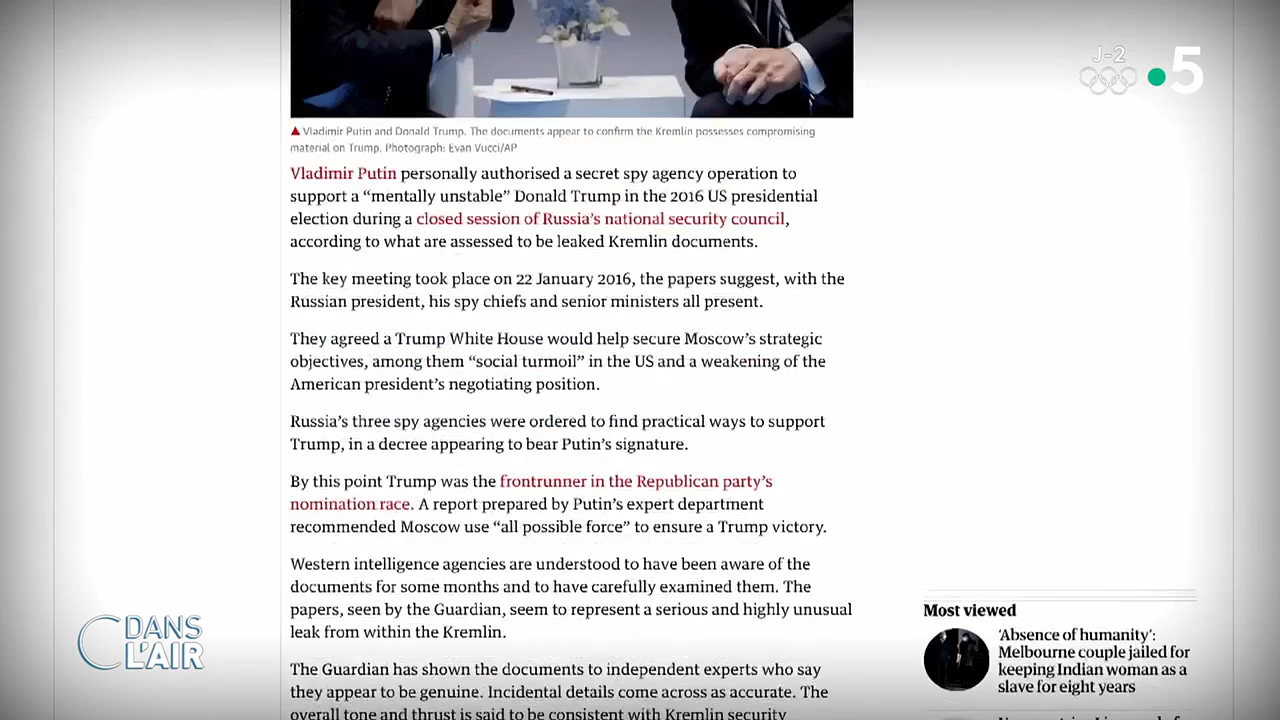 J-2
5
▲ Vladimir Putin and Donald Trump. The documents appear to confirm the Kremlin possesses compromising
material on Trump. Photograph: Evan Vucci/AP
Vladimir Putin personally authorised a secret spy agency operation to
support a “mentally unstable” Donald Trump in the 2016 US presidential
election during a closed session of Russia’s national security council,
according to what are assessed to be leaked Kremlin documents.
The key meeting took place on 22 January 2016, the papers suggest, with the
Russian president, his spy chiefs and senior ministers all present.
They agreed a Trump White House would help secure Moscow’s strategic
objectives, among them “social turmoil” in the US and a weakening of the
American president’s negotiating position.
Russia’s three spy agencies were ordered to find practical ways to support
Trump, in a decree appearing to bear Putin’s signature.
By this point Trump was the frontrunner in the Republican party’s
nomination race. A report prepared by Putin’s expert department
recommended Moscow use “all possible force” to ensure a Trump victory.
Western intelligence agencies are understood to have been aware of the
documents for some months and to have carefully examined them. The
papers, seen by the Guardian, seem to represent a serious and highly unusual
leak from within the Kremlin.
The Guardian has shown the documents to independent experts who say
they appear to be genuine. Incidental details come across as accurate. The
overall tone and thrust is said to be consistent with Kremlin security
Most viewed
‘Absence of humanity’:
Melbourne couple jailed for
keeping Indian woman as a
slave for eight years
C DANS
L’AIR